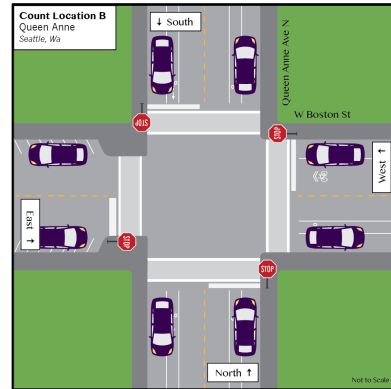 Count Location B
Queen Anne
Seattle, Wa
↓ South
Queen Anne Ave N
STOP
STOP
W Boston St
West ↑
East ↑
STOP
STOP
North ↑
Not to Scale